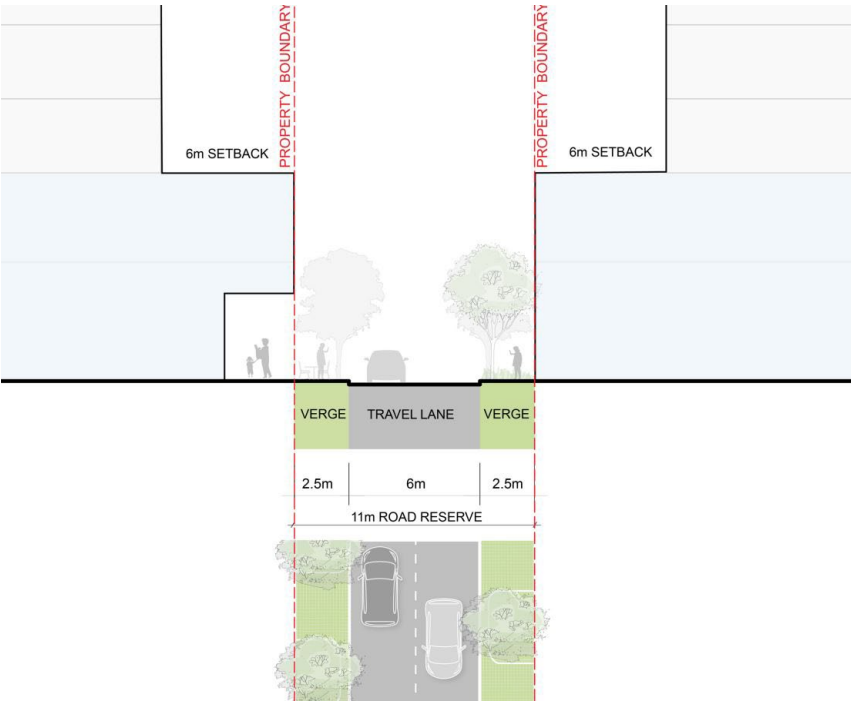 PROPERTY BOUNDARY
PROPERTY BOUNDARY
6m SETBACK
6m SETBACK
VERGE
TRAVEL LANE
VERGE
2.5m
6m
2.5m
11m ROAD RESERVE